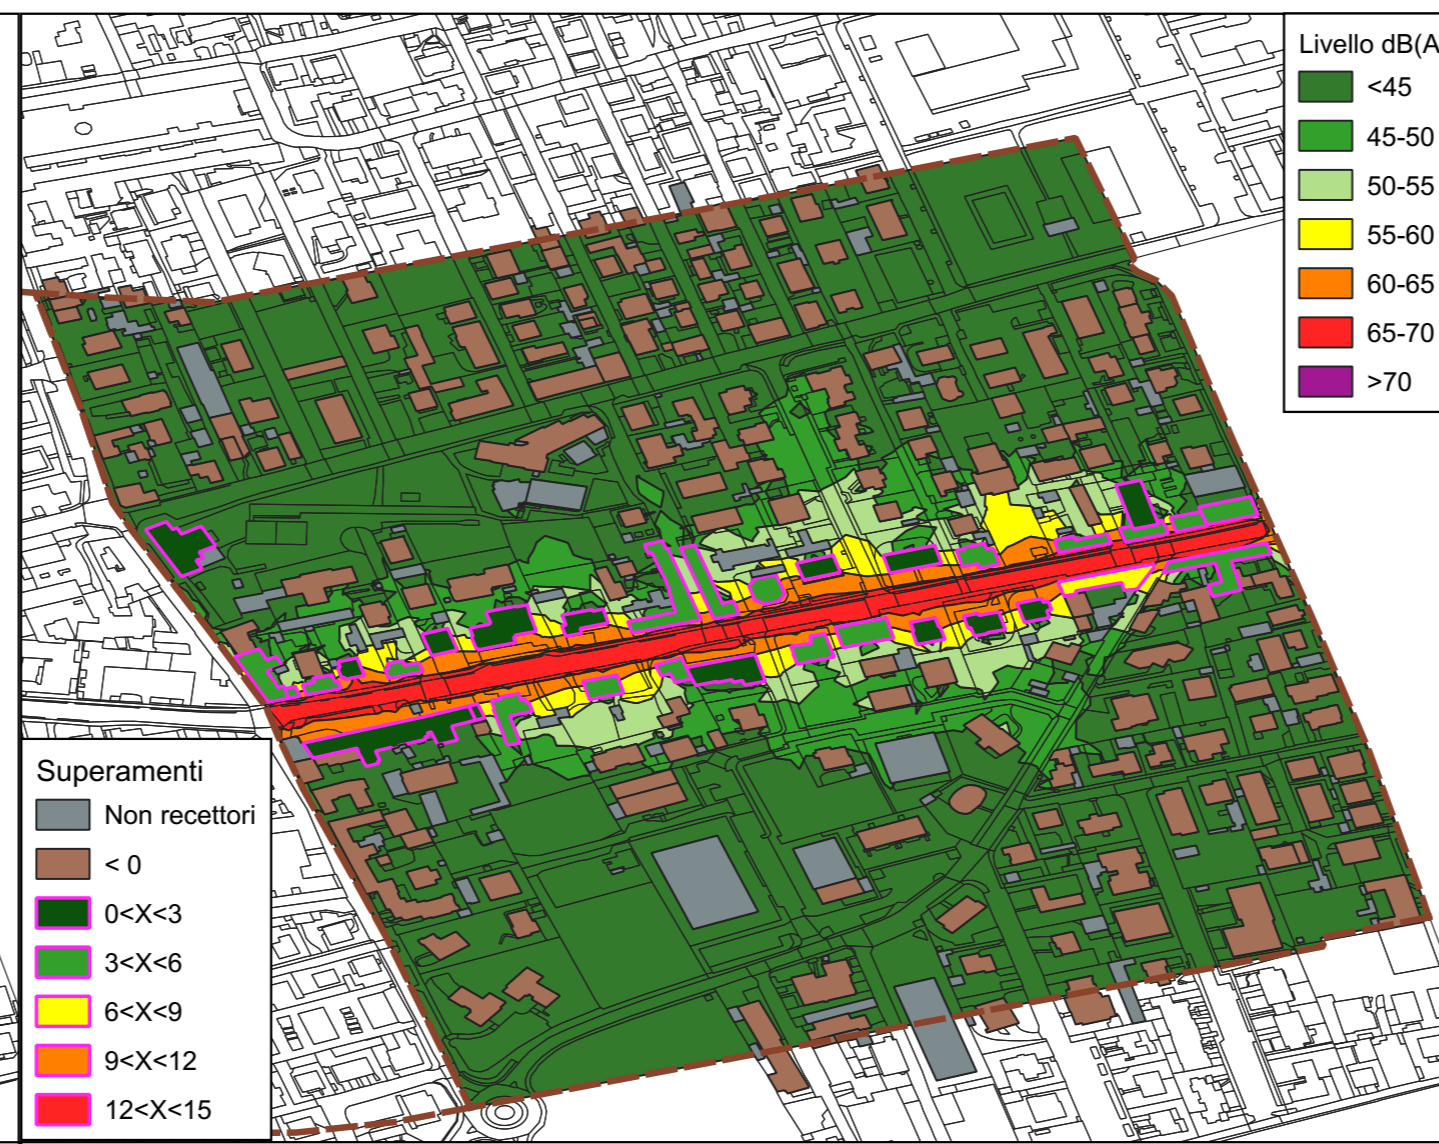 Livello dB(A
<45
45-50
50-55
55-60
60-65
65-70
>70
Superamenti
Non recettori
< 0
0<X<3
3<X<6
6<X<9
9<X<12
12<X<15